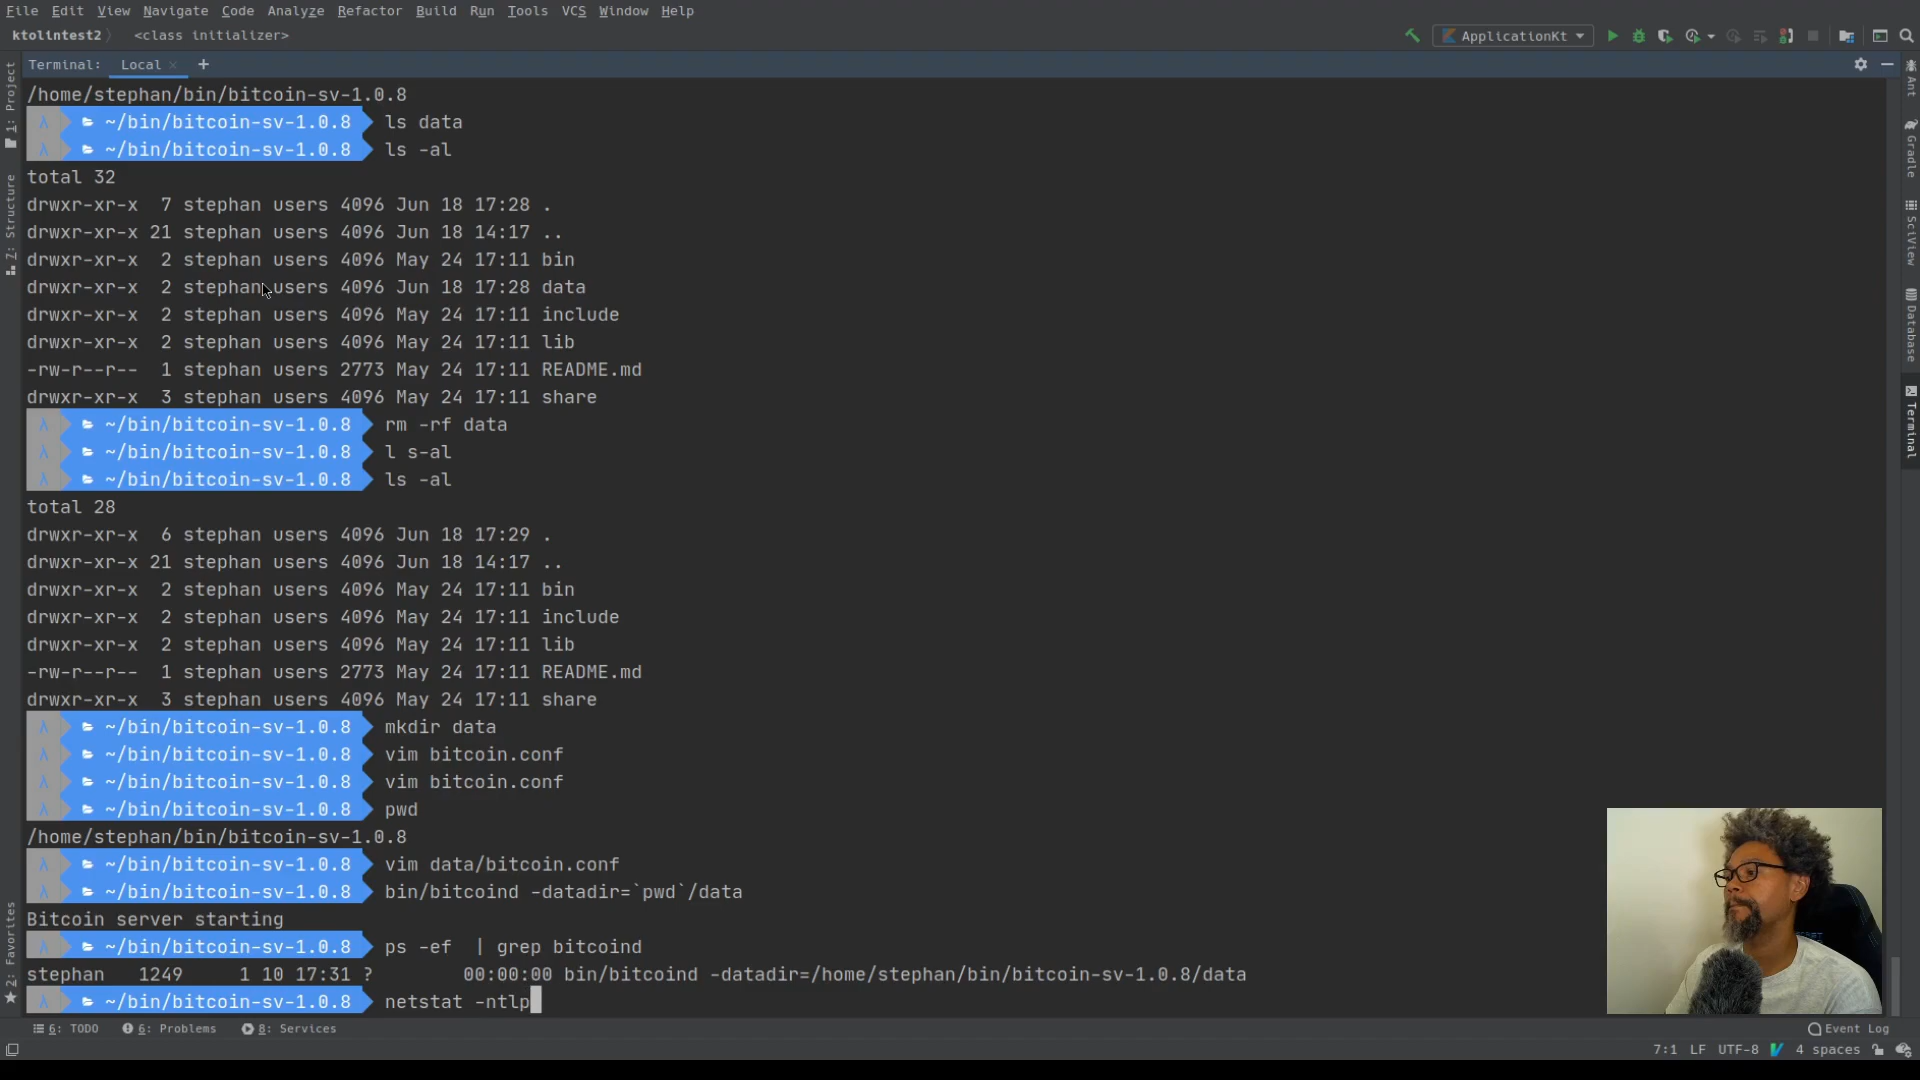 File Edit View Navigate Code Analyze Refactor Build Run Tools VCS Window Help
ktolintest2 <class initializer> ApplicationKt
Terminal: Local × +
/home/stephan/bin/bitcoin-sv-1.0.8
λ ~/bin/bitcoin-sv-1.0.8 ls data
λ ~/bin/bitcoin-sv-1.0.8 ls -al
total 32
drwxr-xr-x 7 stephan users 4096 Jun 18 17:28 .
drwxr-xr-x 21 stephan users 4096 Jun 18 14:17 ..
drwxr-xr-x 2 stephan users 4096 May 24 17:11 bin
drwxr-xr-x 2 stephan users 4096 Jun 18 17:28 data
drwxr-xr-x 2 stephan users 4096 May 24 17:11 include
drwxr-xr-x 2 stephan users 4096 May 24 17:11 lib
-rw-r--r-- 1 stephan users 2773 May 24 17:11 README.md
drwxr-xr-x 3 stephan users 4096 May 24 17:11 share
λ ~/bin/bitcoin-sv-1.0.8 rm -rf data
λ ~/bin/bitcoin-sv-1.0.8 l s-al
λ ~/bin/bitcoin-sv-1.0.8 ls -al
total 28
drwxr-xr-x 6 stephan users 4096 Jun 18 17:29 .
drwxr-xr-x 21 stephan users 4096 Jun 18 14:17 ..
drwxr-xr-x 2 stephan users 4096 May 24 17:11 bin
drwxr-xr-x 2 stephan users 4096 May 24 17:11 include
drwxr-xr-x 2 stephan users 4096 May 24 17:11 lib
-rw-r--r-- 1 stephan users 2773 May 24 17:11 README.md
drwxr-xr-x 3 stephan users 4096 May 24 17:11 share
λ ~/bin/bitcoin-sv-1.0.8 mkdir data
λ ~/bin/bitcoin-sv-1.0.8 vim bitcoin.conf
λ ~/bin/bitcoin-sv-1.0.8 vim bitcoin.conf
λ ~/bin/bitcoin-sv-1.0.8 pwd
/home/stephan/bin/bitcoin-sv-1.0.8
λ ~/bin/bitcoin-sv-1.0.8 vim data/bitcoin.conf
λ ~/bin/bitcoin-sv-1.0.8 bin/bitcoind -datadir=`pwd`/data
Bitcoin server starting
λ ~/bin/bitcoin-sv-1.0.8 ps -ef | grep bitcoind
stephan 1249 1 10 17:31 ? 00:00:00 bin/bitcoind -datadir=/home/stephan/bin/bitcoin-sv-1.0.8/data
λ ~/bin/bitcoin-sv-1.0.8 netstat -ntlp
6: TODO 6: Problems 8: Services Event Log
7:1 LF UTF-8 4 spaces
1: Project
7: Structure
2: Favorites
Ant
Gradle
SciView
Database
Terminal